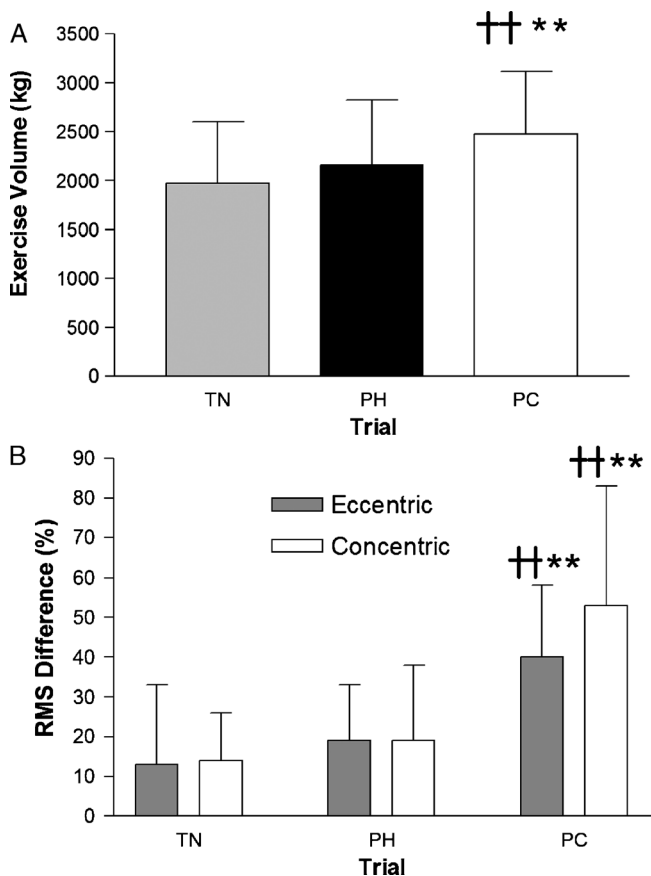 A
‡‡ **
3500
3000
2500
2000
1500
1000
500
0
Exercise Volume (kg)
TN PH PC
Trial
B
90
80
70
60
50
40
30
20
10
0
RMS Difference (%)
Eccentric
Concentric
‡‡**
‡‡**
TN PH PC
Trial